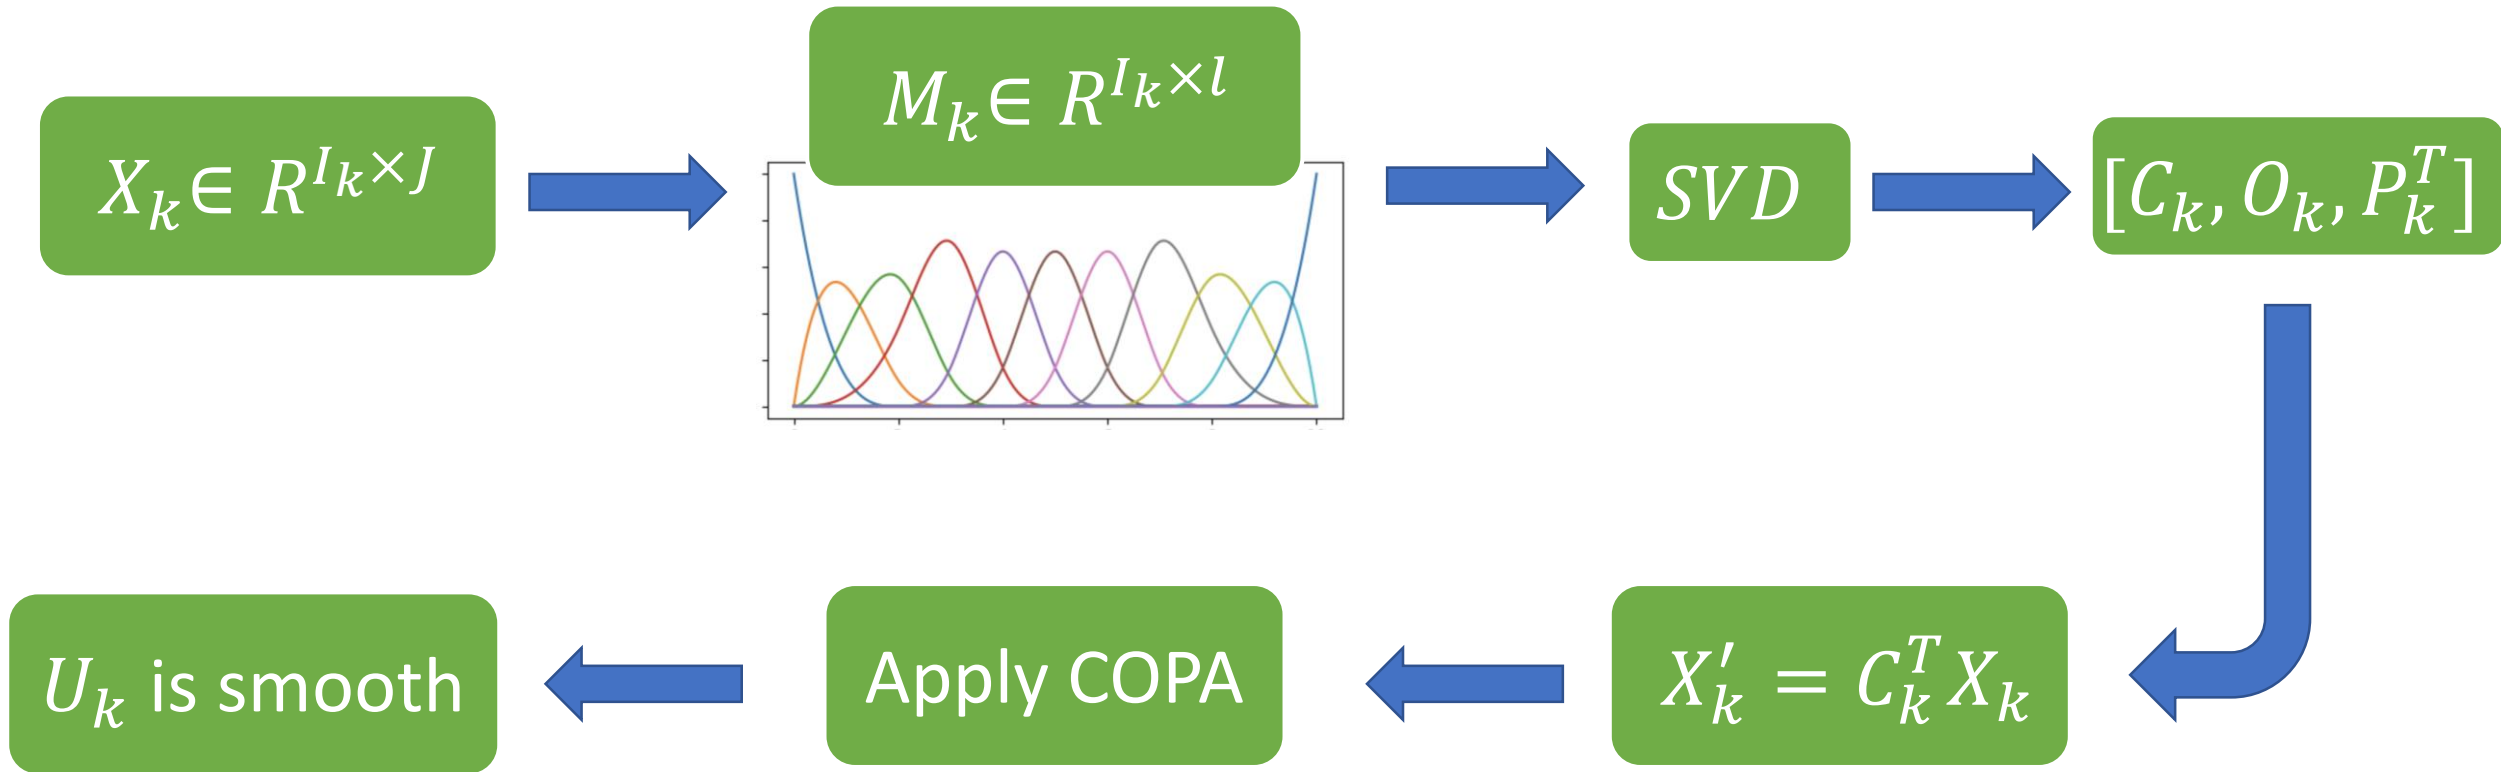 X_k ∈ R^{I_k × J}
M_k ∈ R^{I_k × l}
SVD
[C_k, O_k, P_k^T]
X'_k = C_k^T X_k
Apply COPA
U_k is smooth